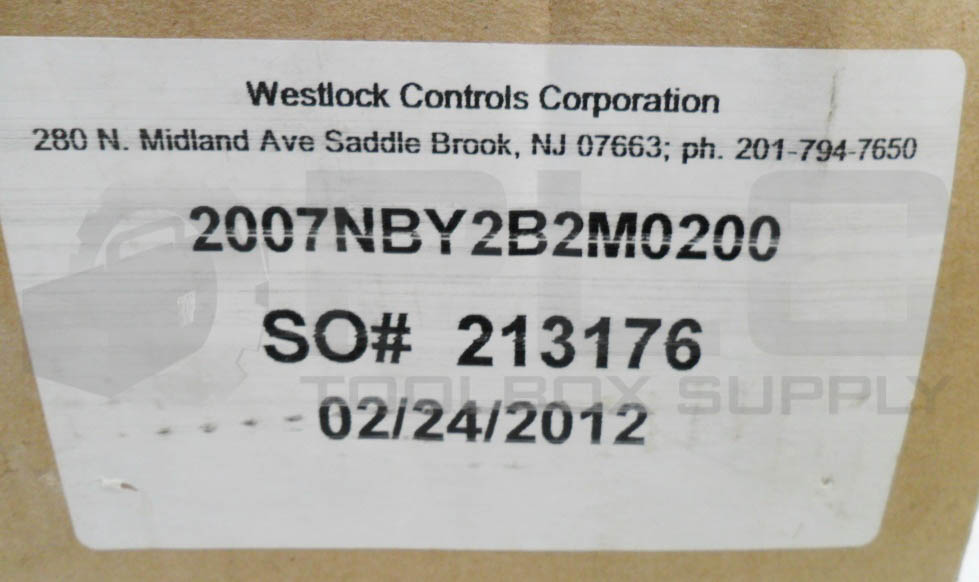 Westlock Controls Corporation
280 N. Midland Ave Saddle Brook, NJ 07663; ph. 201-794-7650
2007NBY2B2M0200
SO# 213176
02/24/2012
PLC
TOOLBOX SUPPLY